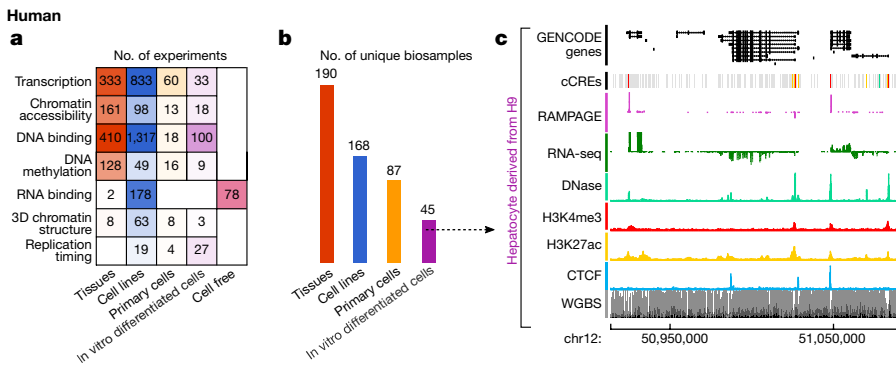 Human
a
No. of experiments
Transcription 333 833 60 33
Chromatin
accessibility 161 98 13 18
DNA binding 410 1,317 18 100
DNA
methylation 128 49 16 9
RNA binding 2 178 78
3D chromatin
structure 8 63 8 3
Replication
timing 19 4 27
Tissues
Cell lines
Primary cells
In vitro differentiated cells
Cell free
b
No. of unique biosamples
190
168
87
45
Tissues
Cell lines
Primary cells
In vitro differentiated cells
c
Hepatocyte derived from H9
GENCODE
genes
cCREs
RAMPAGE
RNA-seq
DNase
H3K4me3
H3K27ac
CTCF
WGBS
chr12: 50,950,000 51,050,000